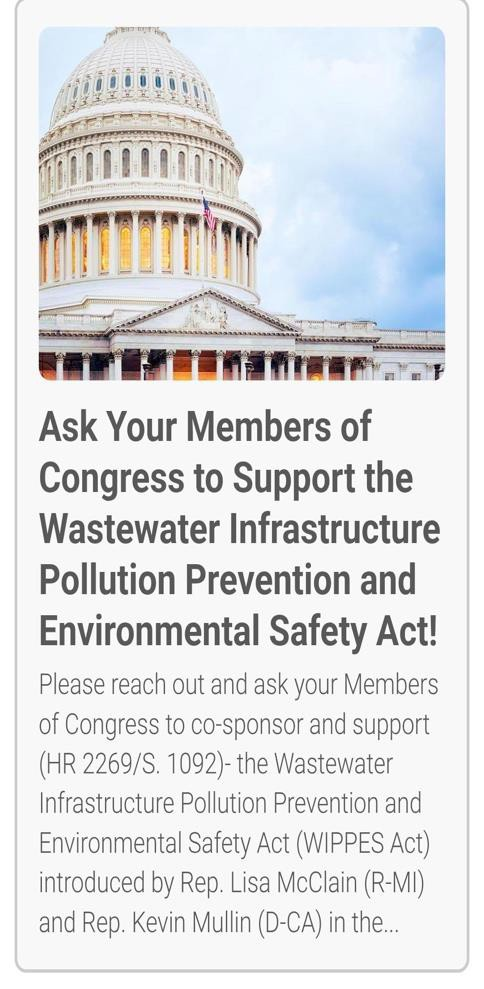 Ask Your Members of
Congress to Support the
Wastewater Infrastructure
Pollution Prevention and
Environmental Safety Act!
Please reach out and ask your Members
of Congress to co-sponsor and support
(HR 2269/S. 1092)- the Wastewater
Infrastructure Pollution Prevention and
Environmental Safety Act (WIPPES Act)
introduced by Rep. Lisa McClain (R-MI)
and Rep. Kevin Mullin (D-CA) in the...